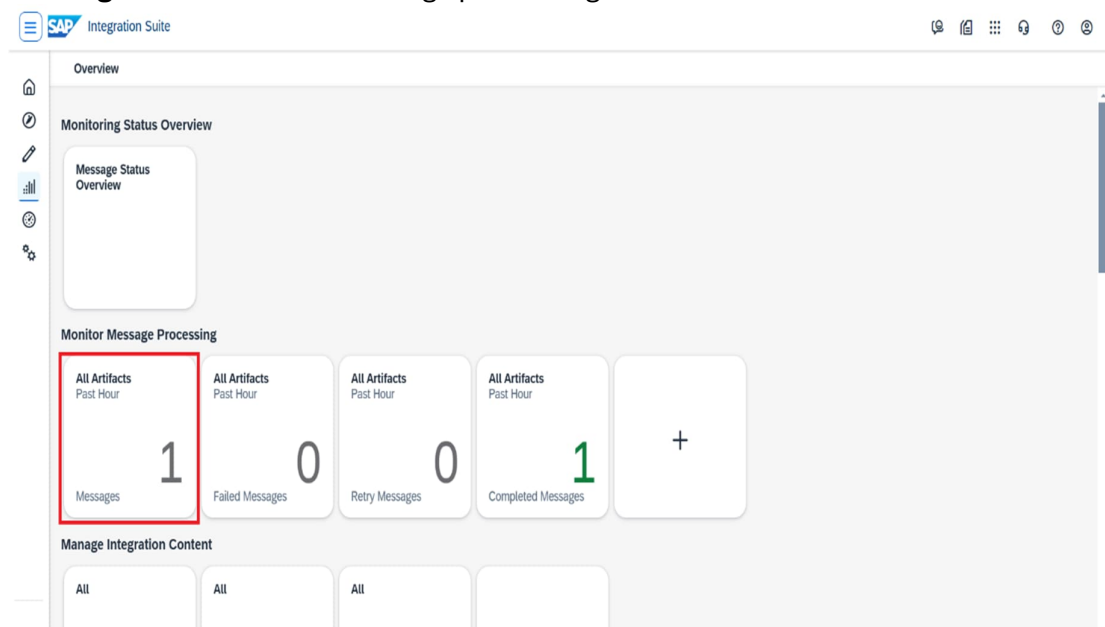 SAP Integration Suite
Overview
Monitoring Status Overview
Message Status
Overview
Monitor Message Processing
All Artifacts
Past Hour
1
Messages
All Artifacts
Past Hour
0
Failed Messages
All Artifacts
Past Hour
0
Retry Messages
All Artifacts
Past Hour
1
Completed Messages
+
Manage Integration Content
All
All
All